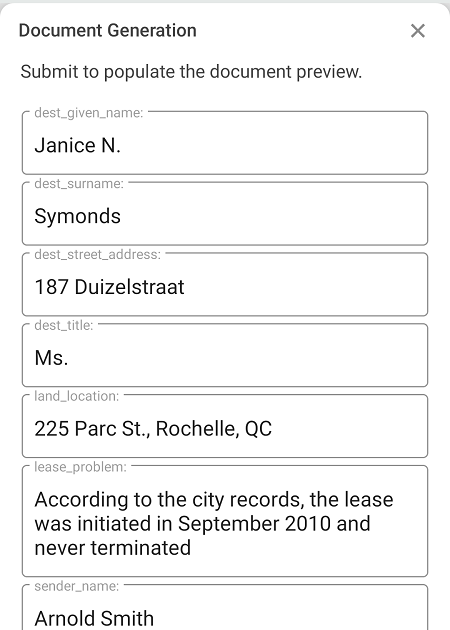 Document Generation
Submit to populate the document preview.
dest_given_name:
Janice N.
dest_surname:
Symonds
dest_street_address:
187 Duizelstraat
dest_title:
Ms.
land_location:
225 Parc St., Rochelle, QC
lease_problem:
According to the city records, the lease
was initiated in September 2010 and
never terminated
sender_name:
Arnold Smith